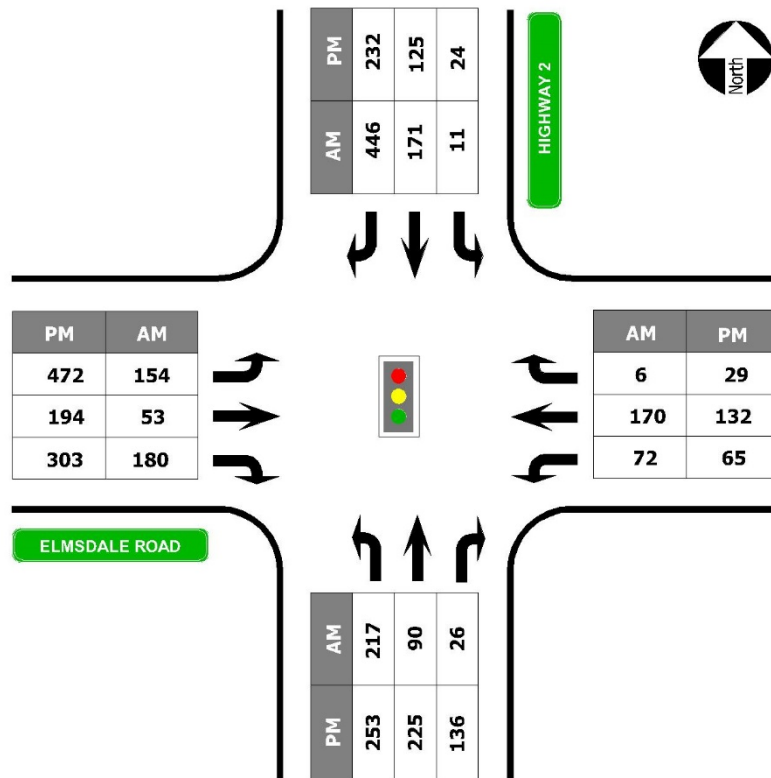 PM 232 125 24
AM 446 171 11
HIGHWAY 2
North
PM AM
472 154
194 53
303 180
AM PM
6 29
170 132
72 65
ELMSDALE ROAD
AM 217 90 26
PM 253 225 136